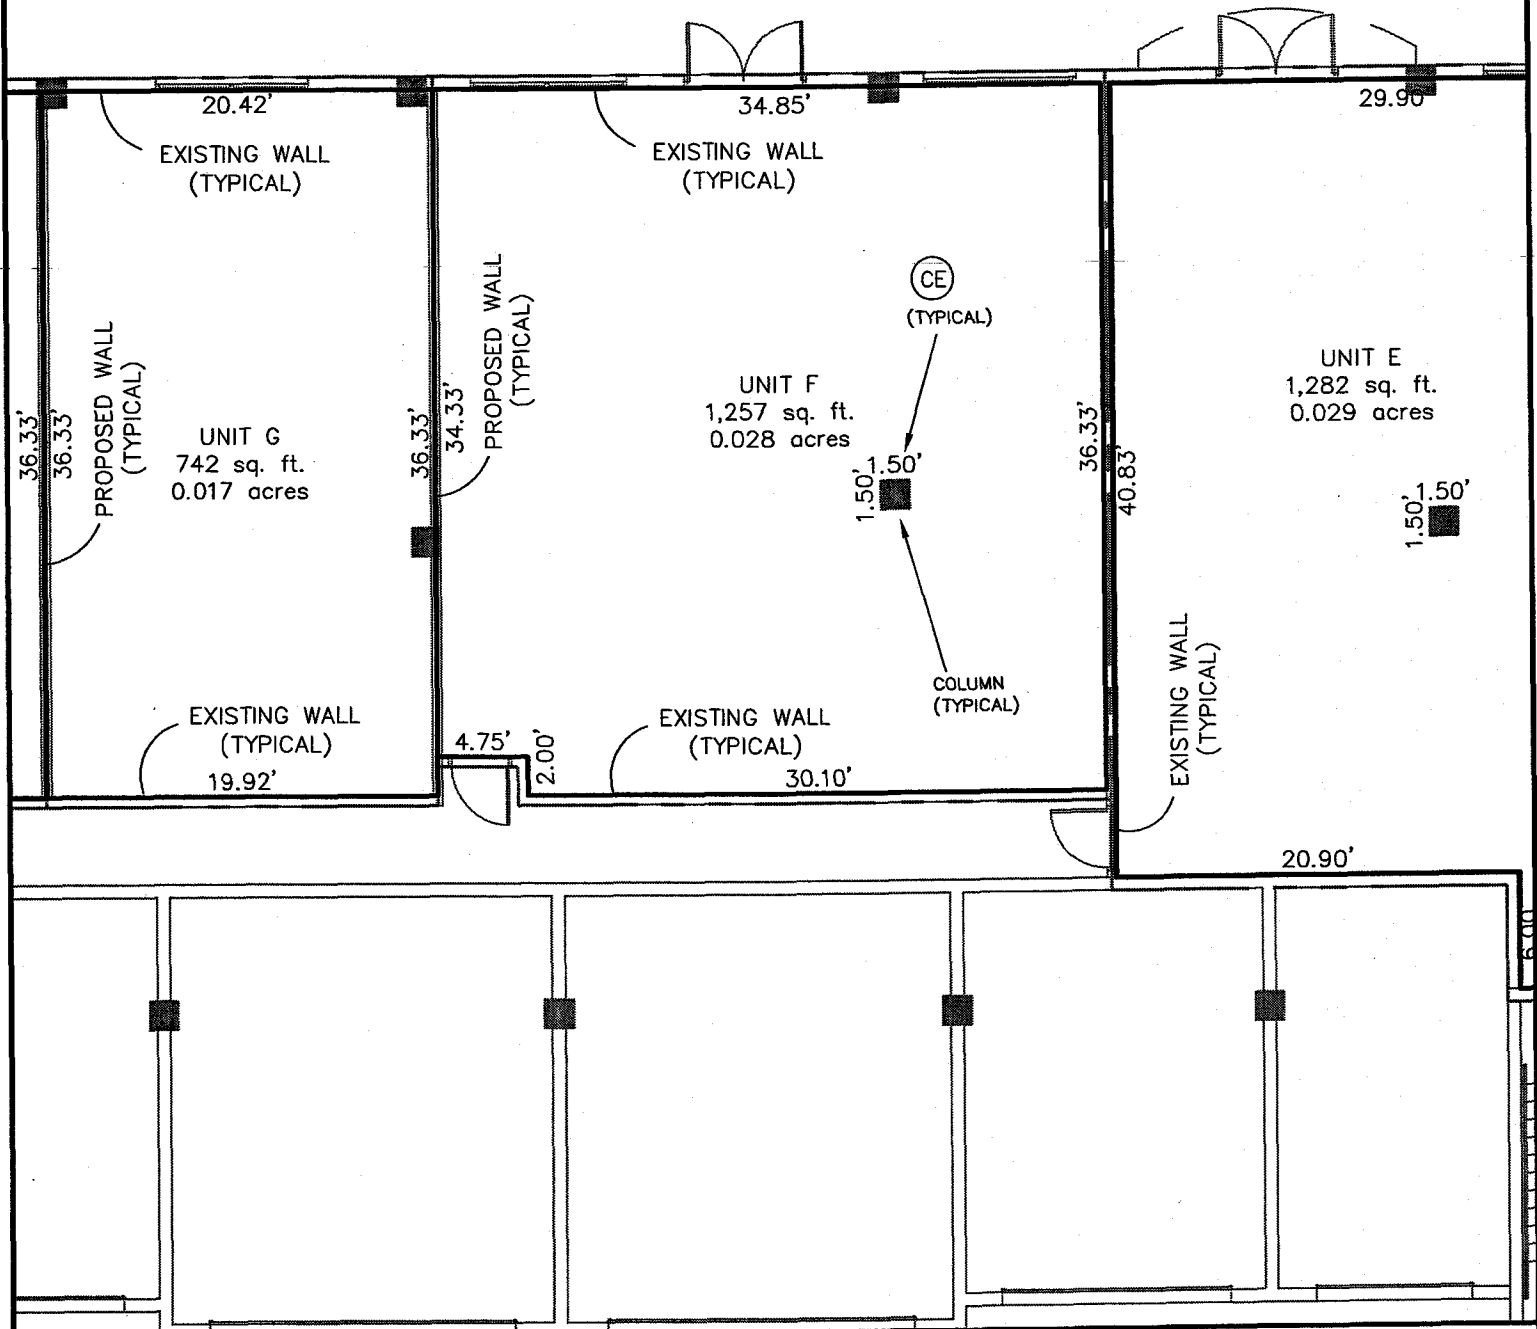 20.42'
34.85'
29.90
EXISTING WALL
(TYPICAL)
EXISTING WALL
(TYPICAL)
CE
(TYPICAL)
PROPOSED WALL
(TYPICAL)
PROPOSED WALL
(TYPICAL)
36.33'
36.33'
UNIT G
742 sq. ft.
0.017 acres
36.33'
34.33'
UNIT F
1,257 sq. ft.
0.028 acres
1.50'
1.50'
36.33'
40.83'
UNIT E
1,282 sq. ft.
0.029 acres
1.50'
1.50'
COLUMN
(TYPICAL)
EXISTING WALL
(TYPICAL)
EXISTING WALL
(TYPICAL)
19.92'
4.75'
2.00'
EXISTING WALL
(TYPICAL)
30.10'
20.90'
6.00